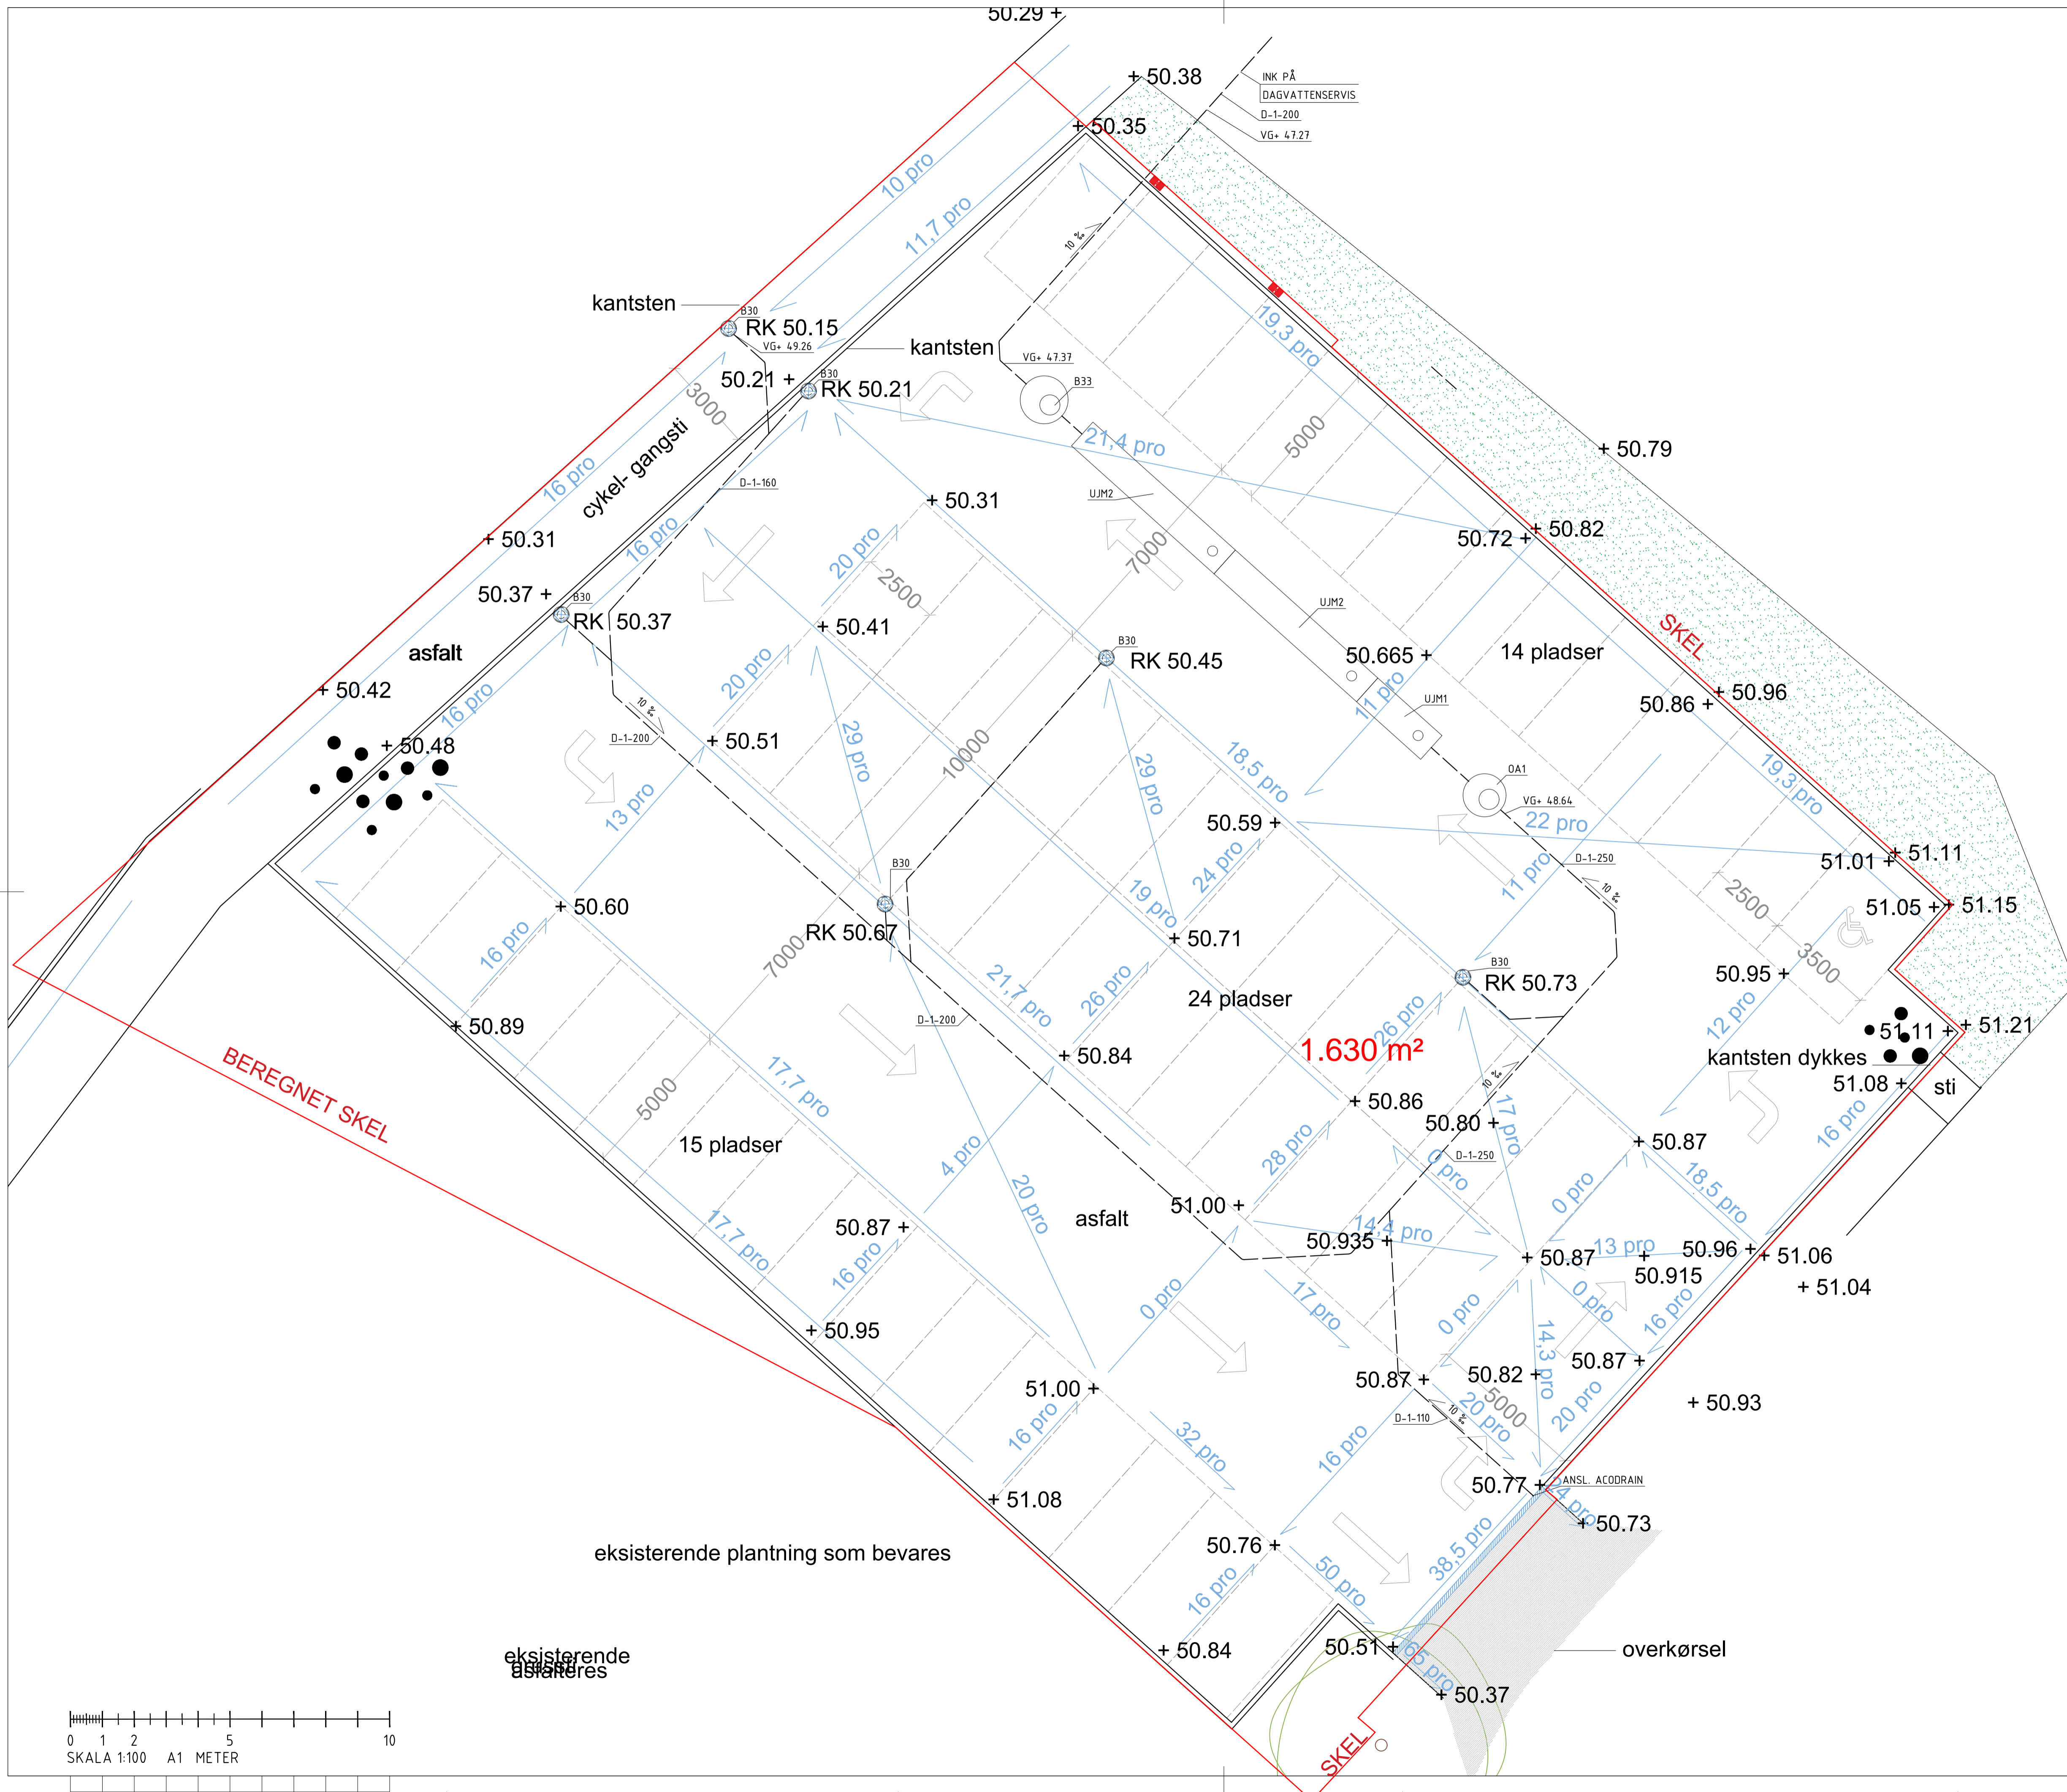 50.29 +
+ 50.38
INK PÅ
DAGVATTENSERVIS
D-1-200
VG+ 47.27
+ 50.35
10 pro
11,7 pro
10 ‰
kantsten
B30
RK 50.15
VG+ 49.26
kantsten
VG+ 47.37
19,3 pro
50.21 +
B30
RK 50.21
B33
3000
21,4 pro
5000
+ 50.79
cykel- gangsti
16 pro
D-1-160
UJM2
+ 50.31
+ 50.31
16 pro
20 pro
7000
50.72 +
+ 50.82
50.37 +
B30
RK 50.37
2500
+ 50.41
UJM2
SKEL
asfalt
20 pro
B30
RK 50.45
50.665 +
14 pladser
+ 50.42
16 pro
10 ‰
11 pro
UJM1
50.86 +
+ 50.96
+ 50.48
D-1-200
+ 50.51
29 pro
10000
29 pro
18,5 pro
OA1
19,3 pro
13 pro
VG+ 48.64
50.59 +
22 pro
D-1-250
51.01 +
+ 51.11
24 pro
11 pro
10 ‰
B30
+ 50.60
RK 50.67
19 pro
2500
51.05 +
+ 51.15
16 pro
7000
+ 50.71
3500
26 pro
B30
RK 50.73
50.95 +
21,7 pro
24 pladser
D-1-200
+ 50.89
26 pro
12 pro
51.11 +
+ 51.21
1.630 m²
+ 50.84
kantsten dykkes
BEREGNET SKEL
17,7 pro
5000
10 ‰
51.08 +
sti
17 pro
+ 50.86
50.80 +
16 pro
15 pladser
4 pro
28 pro
0 pro
D-1-250
+ 50.87
18,5 pro
20 pro
0 pro
51.00 +
asfalt
17,7 pro
50.87 +
14,4 pro
50.935 +
13 pro
50.96 +
+ 51.06
+ 50.87
50.915
+ 51.04
16 pro
0 pro
17 pro
0 pro
0 pro
16 pro
+ 50.95
14,3 pro
50.87 +
51.00 +
50.87 +
50.82 +
5000
+ 50.93
16 pro
D-1-110
10 ‰
20 pro
20 pro
32 pro
16 pro
50.77 +
ANSL. ACODRAIN
+ 51.08
24 pro
+ 50.73
eksisterende plantning som bevares
50.76 +
38,5 pro
16 pro
50 pro
+ 50.84
50.51 +
65 pro
overkørsel
eksisterende
asfalteres
+ 50.37
SKEL
0 1 2 5 10
SKALA 1:100 A1 METER